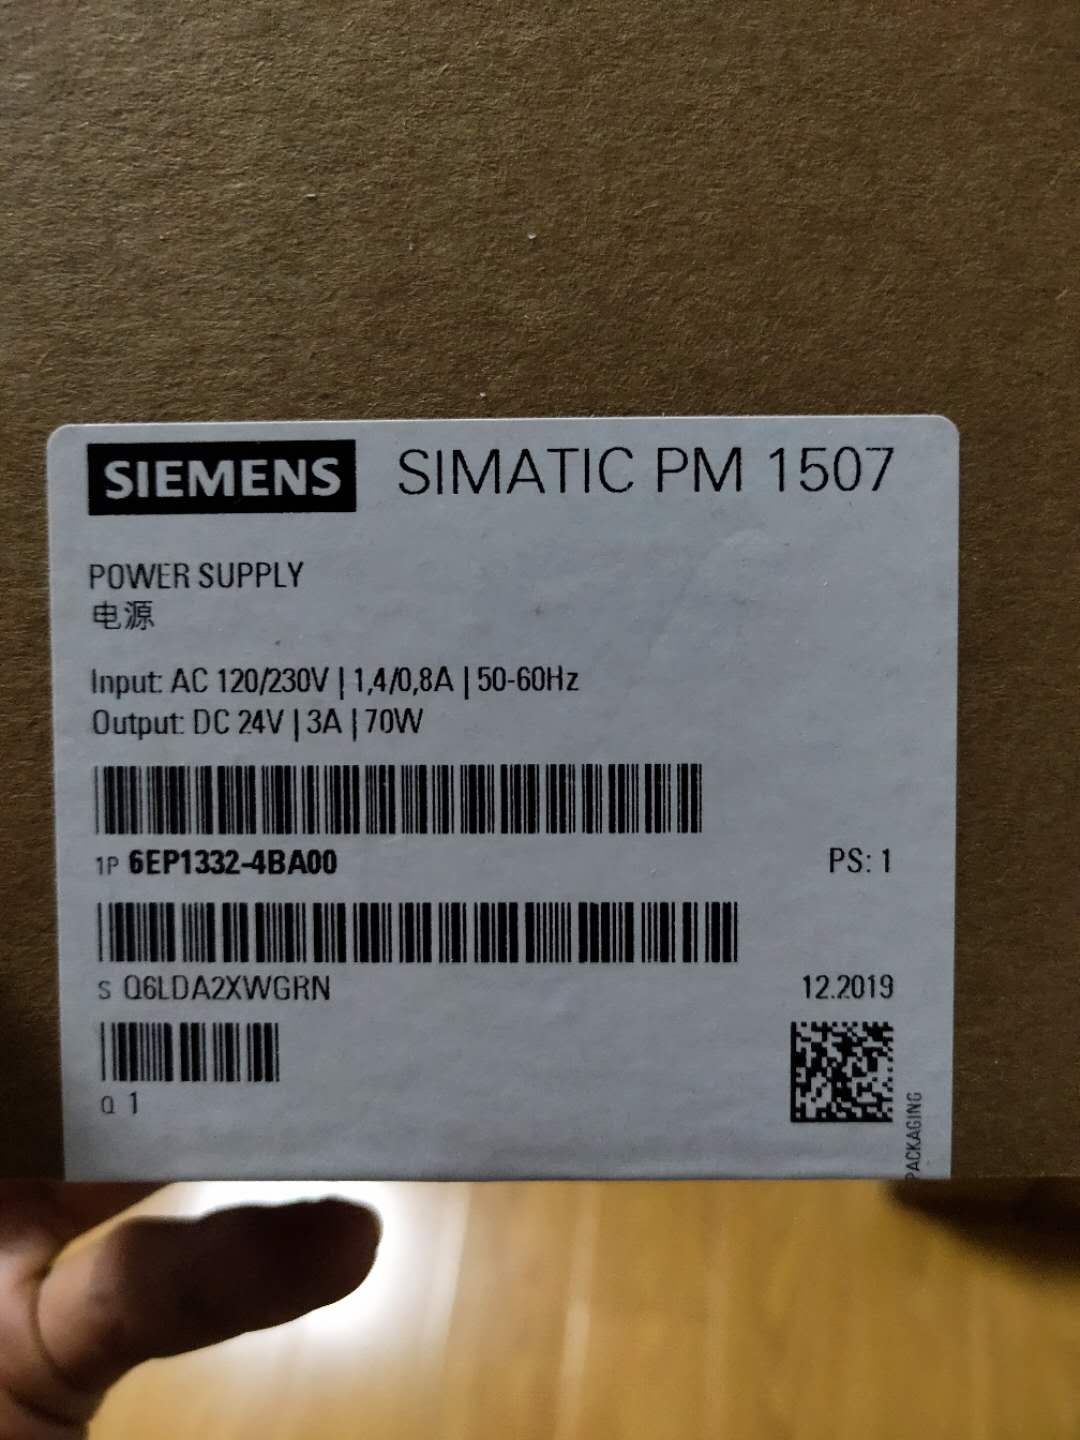 SIEMENS SIMATIC PM 1507
POWER SUPPLY
电源
Input: AC 120/230V | 1,4/0,8A | 50-60Hz
Output: DC 24V | 3A | 70W
1P 6EP1332-4BA00 PS: 1
S Q6LDA2XWGRN 12.2019
Q 1
PACKAGING